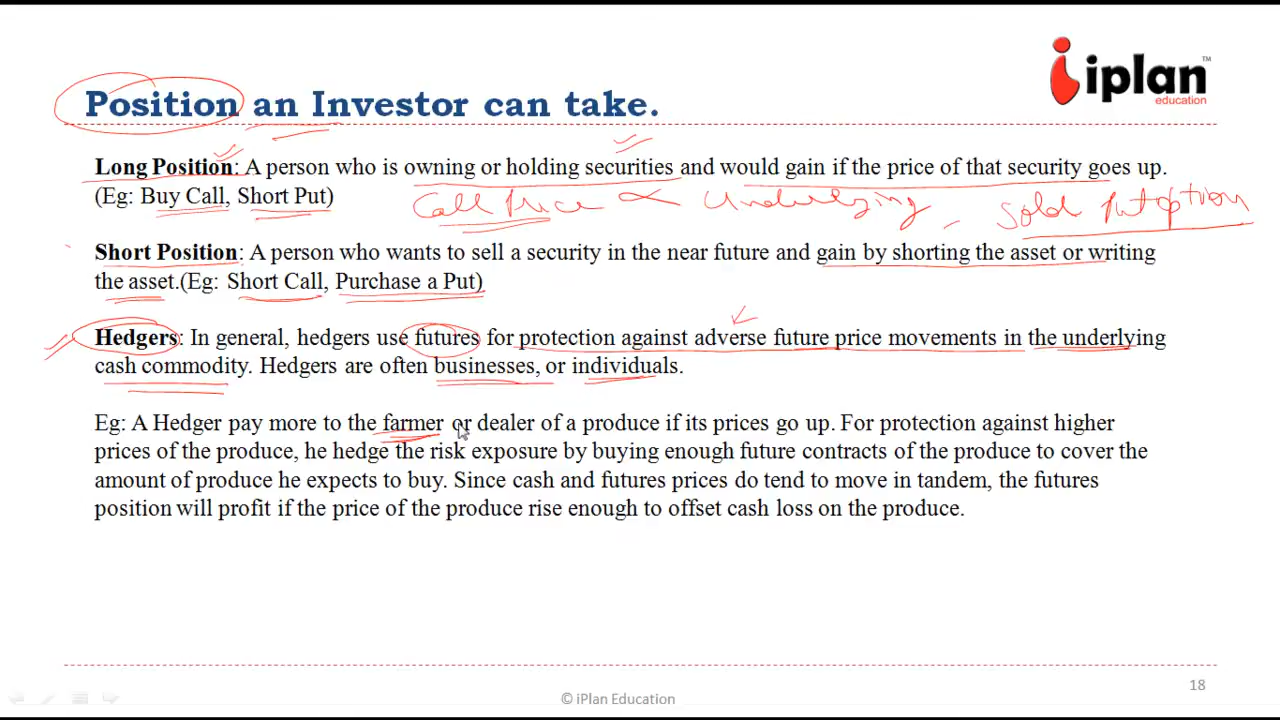 iplan
TM
education
Position an Investor can take.
Long Position: A person who is owning or holding securities and would gain if the price of that security goes up.
(Eg: Buy Call, Short Put)
Call Price ∝ Underlying, Sold Put option
Short Position: A person who wants to sell a security in the near future and gain by shorting the asset or writing
the asset.(Eg: Short Call, Purchase a Put)
Hedgers: In general, hedgers use futures for protection against adverse future price movements in the underlying
cash commodity. Hedgers are often businesses, or individuals.
Eg: A Hedger pay more to the farmer or dealer of a produce if its prices go up. For protection against higher
prices of the produce, he hedge the risk exposure by buying enough future contracts of the produce to cover the
amount of produce he expects to buy. Since cash and futures prices do tend to move in tandem, the futures
position will profit if the price of the produce rise enough to offset cash loss on the produce.
© iPlan Education
18